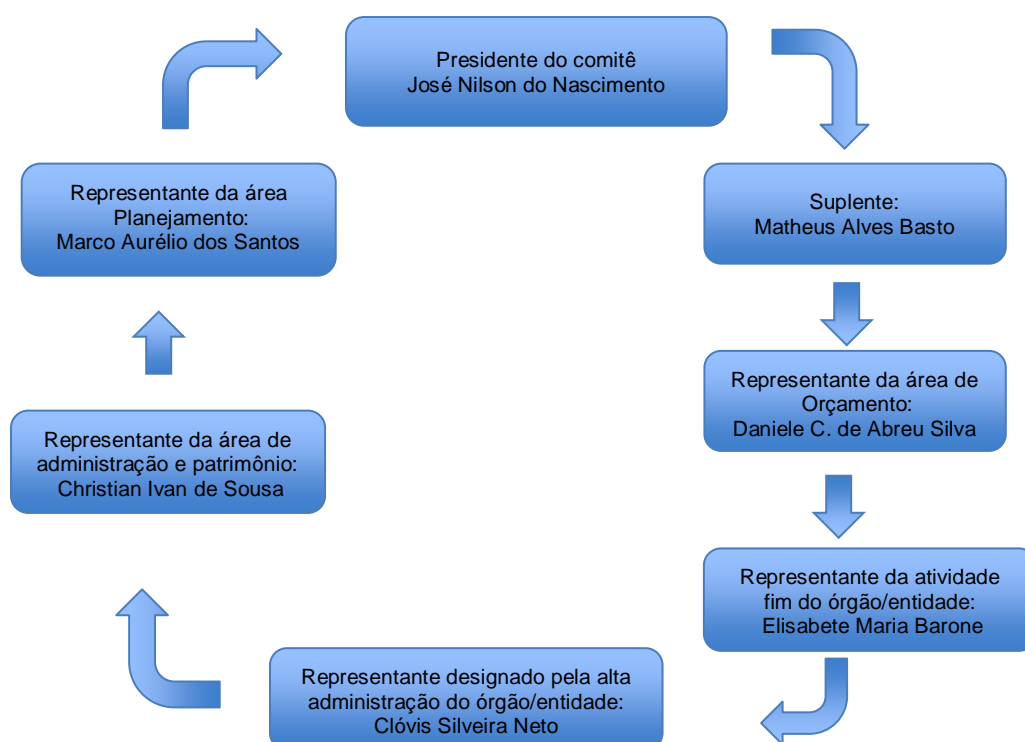 Presidente do comitê
José Nilson do Nascimento
Suplente:
Matheus Alves Basto
Representante da área de
Orçamento:
Daniele C. de Abreu Silva
Representante da atividade
fim do órgão/entidade:
Elisabete Maria Barone
Representante designado pela alta
administração do órgão/entidade:
Clóvis Silveira Neto
Representante da área de
administração e patrimônio:
Christian Ivan de Sousa
Representante da área
Planejamento:
Marco Aurélio dos Santos